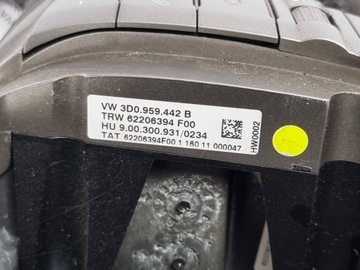 VW 3D0.959.442 B
TRW 62206394 F00
HU 9.00.300.931/0234
TAT 62206394F00 1 160 11 000047
HW0002